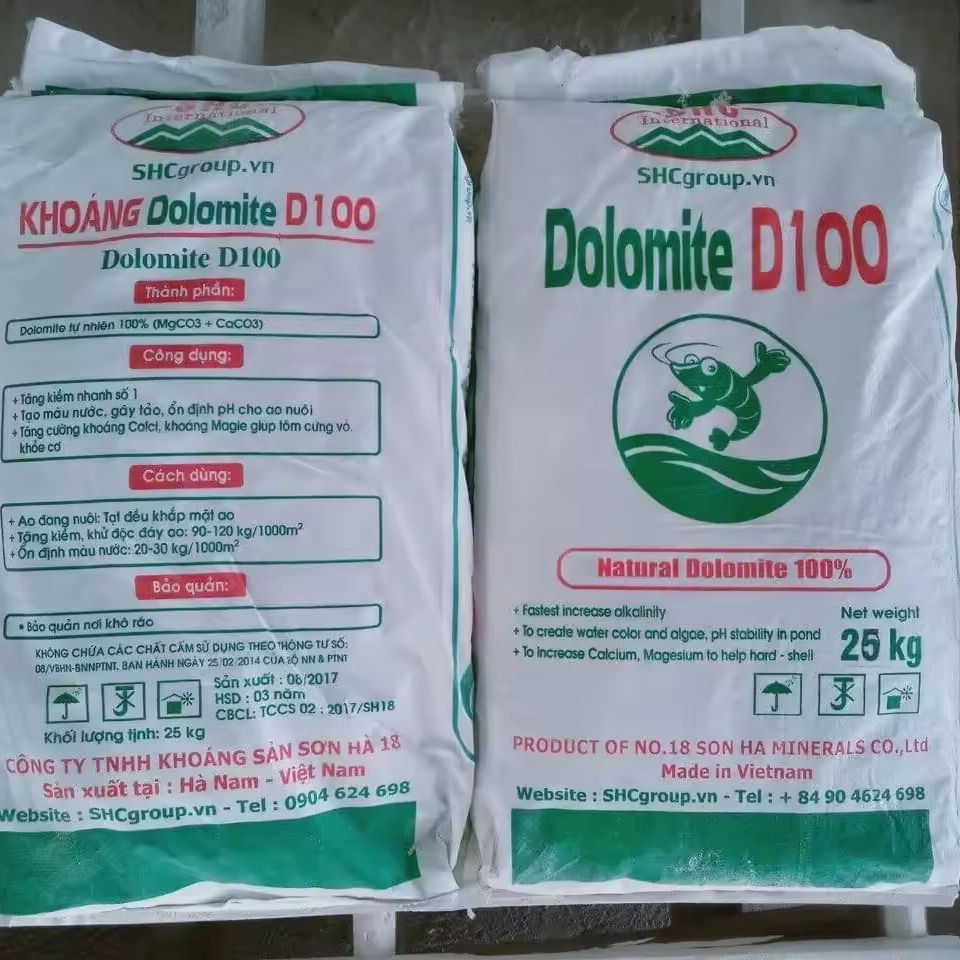 SHC
International
SHCgroup.vn
KHOÁNG Dolomite D100
Dolomite D100
Thành phần:
Dolomite tự nhiên 100% (MgCO3 + CaCO3)
Công dụng:
+ Tăng kiềm nhanh số 1
+ Tạo màu nước, gây tảo, ổn định pH cho ao nuôi
+ Tăng cường khoáng Calci, khoáng Magie giup tôm cứng vỏ,
khỏe cơ
Cách dùng:
+ Ao đang nuôi: Tạt đều khắp mặt ao
+ Tăng kiềm, khử độc đáy ao: 90-120 kg/1000m²
+ Ổn định màu nước: 20-30 kg/1000m²
Bảo quản:
• Bảo quản nơi khô ráo
KHÔNG CHỨA CÁC CHẤT CẤM SỬ DỤNG THEO THÔNG TƯ SỐ:
08/VBHN-BNNPTNT. BAN HÀNH NGÀY 25/02/2014 CỦA BỘ NN & PTNT
Sản xuất : 08/2017
HSD : 03 năm
CBCL: TCCS 02 : 2017/SH18
Khối lượng tịnh: 25 kg
CÔNG TY TNHH KHOÁNG SẢN SƠN HÀ 18
Sản xuất tại : Hà Nam - Việt Nam
Website : SHCgroup.vn - Tel : 0904 624 698
SHC
International
SHCgroup.vn
Dolomite D100
Natural Dolomite 100%
+ Fastest increase alkalinity
+ To create water color and algae, pH stability in pond
+ To increase Calcium, Magesium to help hard - shell
Net weight
25 kg
PRODUCT OF NO.18 SON HA MINERALS CO.,Ltd
Made in Vietnam
Website : SHCgroup.vn - Tel : + 84 90 4624 698